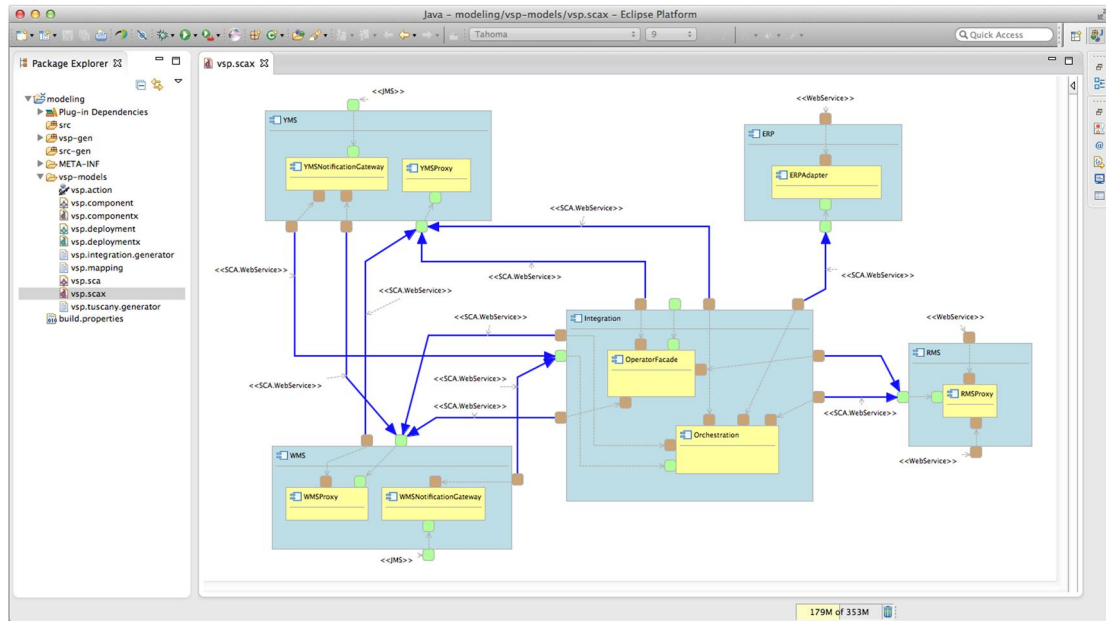 Java - modeling/vsp-models/vsp.scax - Eclipse Platform
Tahoma
9
Quick Access
Package Explorer
modeling
Plug-in Dependencies
src
vsp-gen
src-gen
META-INF
vsp-models
vsp.action
vsp.component
vsp.componentx
vsp.deployment
vsp.deploymentx
vsp.integration.generator
vsp.mapping
vsp.sca
vsp.scax
vsp.tuscany.generator
build.properties
vsp.scax
<<JMS>>
YMS
YMSNotificationGateway
YMSProxy
<<WebService>>
ERP
ERPAdapter
<<SCA.WebService>>
<<SCA.WebService>>
<<SCA.WebService>>
<<SCA.WebService>>
<<SCA.WebService>>
<<SCA.WebService>>
Integration
OperatorFacade
Orchestration
<<WebService>>
RMS
RMSProxy
<<SCA.WebService>>
<<SCA.WebService>>
<<SCA.WebService>>
<<SCA.WebService>>
<<WebService>>
WMS
WMSProxy
WMSNotificationGateway
<<JMS>>
179M of 353M